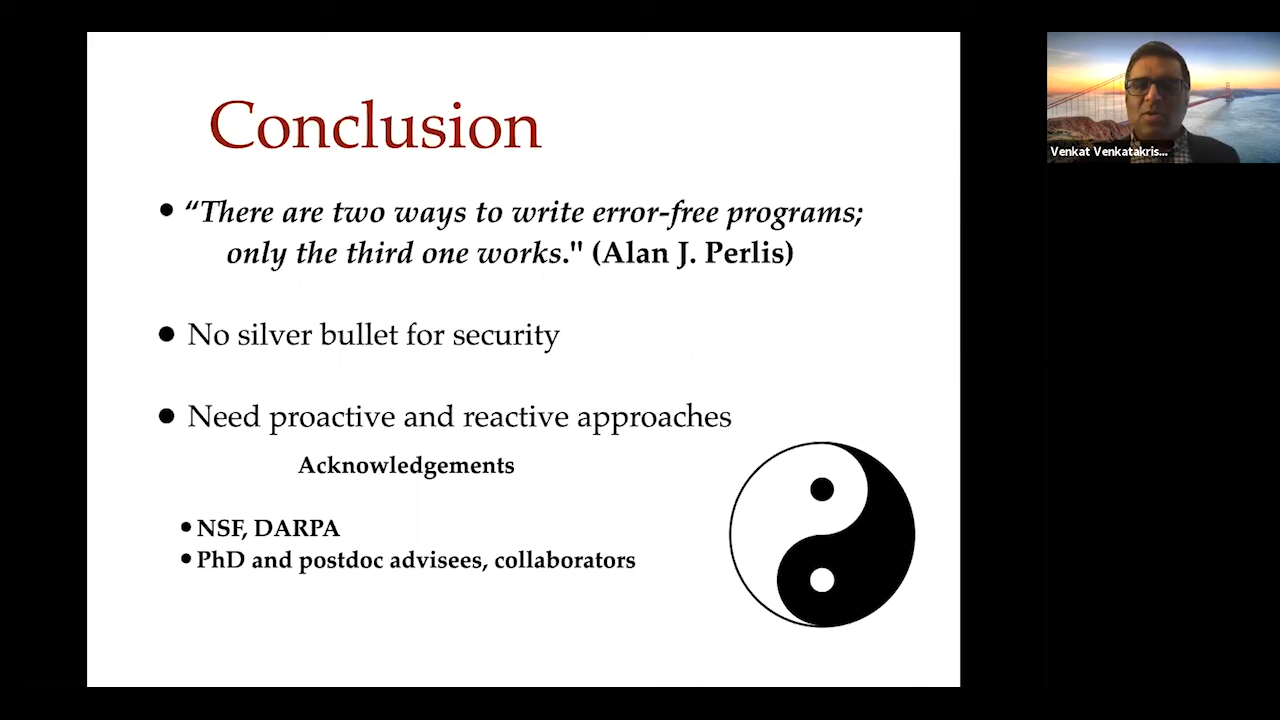 Conclusion
• “There are two ways to write error-free programs;
only the third one works." (Alan J. Perlis)
• No silver bullet for security
• Need proactive and reactive approaches
Acknowledgements
• NSF, DARPA
• PhD and postdoc advisees, collaborators
Venkat Venkatakris...